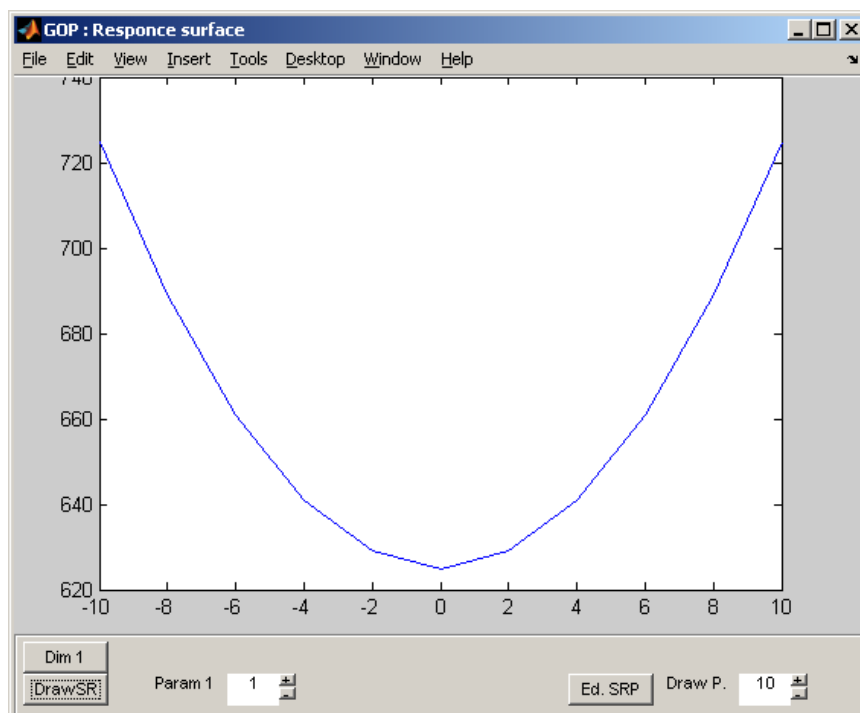 GOP : Responce surface
File Edit View Insert Tools Desktop Window Help
740
720
700
680
660
640
620
-10 -8 -6 -4 -2 0 2 4 6 8 10
Dim 1
DrawSR
Param 1 1 + -
Ed. SRP
Draw P. 10 + -